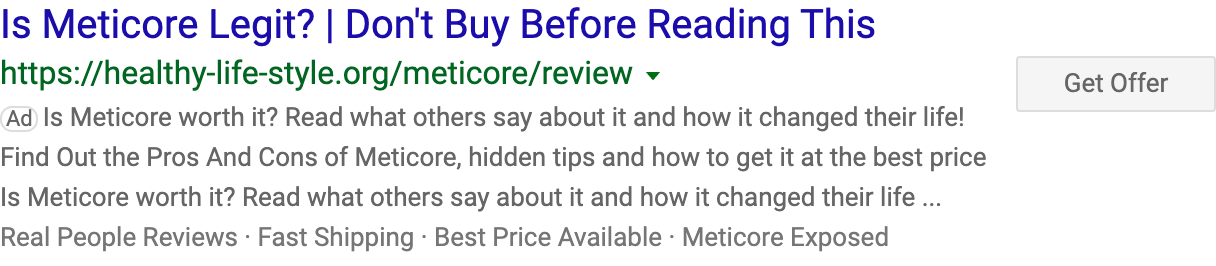 Is Meticore Legit? | Don't Buy Before Reading This
https://healthy-life-style.org/meticore/review
Get Offer
Ad Is Meticore worth it? Read what others say about it and how it changed their life!
Find Out the Pros And Cons of Meticore, hidden tips and how to get it at the best price
Is Meticore worth it? Read what others say about it and how it changed their life ...
Real People Reviews · Fast Shipping · Best Price Available · Meticore Exposed